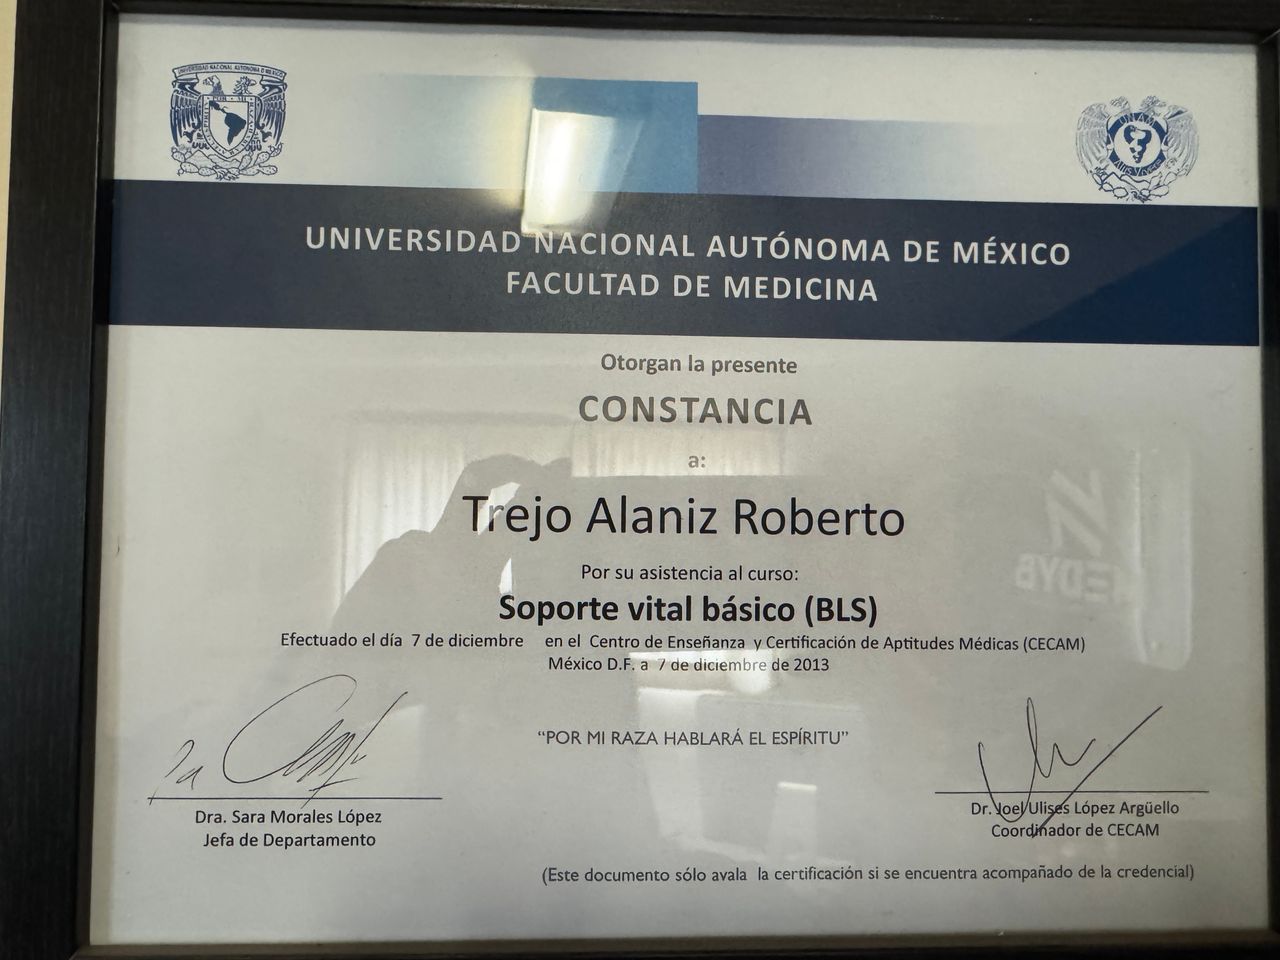 UNIVERSIDAD NACIONAL AUTÓNOMA DE MÉXICO
FACULTAD DE MEDICINA
Otorgan la presente
CONSTANCIA
a:
Trejo Alaniz Roberto
Por su asistencia al curso:
Soporte vital básico (BLS)
Efectuado el día 7 de diciembre en el Centro de Enseñanza y Certificación de Aptitudes Médicas (CECAM)
México D.F. a 7 de diciembre de 2013
“POR MI RAZA HABLARÁ EL ESPÍRITU”
Dra. Sara Morales López
Jefa de Departamento
Dr. Joel Ulises López Argüello
Coordinador de CECAM
(Este documento sólo avala la certificación si se encuentra acompañado de la credencial)